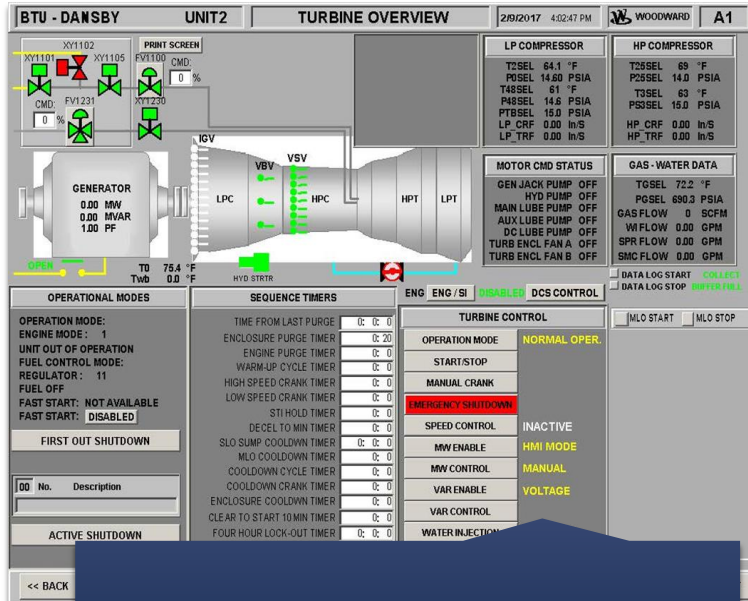 BTU - DANSBY UNIT2 TURBINE OVERVIEW 2/9/2017 4:02:47 PM WOODWARD A1
XY1102
PRINT SCREEN
XY1101 XY1105 FV1100 CMD:
0 %
CMD: FV1231 XY1230
0 %
IGV
VBV VSV
GENERATOR
0.00 MW
0.00 MVAR
1.00 PF
LPC HPC HPT LPT
OPEN
T0 75.4 °F
Twb 0.0 °F
HYD STRTR
LP COMPRESSOR
T2SEL 64.1 °F
P0SEL 14.60 PSIA
T48SEL 61 °F
P48SEL 14.6 PSIA
PTBSEL 15.0 PSIA
LP_CRF 0.00 In/S
LP_TRF 0.00 In/S
HP COMPRESSOR
T25SEL 69 °F
P25SEL 14.0 PSIA
T3SEL 63 °F
PS3SEL 15.0 PSIA
HP_CRF 0.00 In/S
HP_TRF 0.00 In/S
MOTOR CMD STATUS
GEN JACK PUMP OFF
HYD PUMP OFF
MAIN LUBE PUMP OFF
AUX LUBE PUMP OFF
DC LUBE PUMP OFF
TURB ENCL FAN A OFF
TURB ENCL FAN B OFF
GAS - WATER DATA
TGSEL 72.2 °F
PGSEL 690.3 PSIA
GAS FLOW 0 SCFM
WI FLOW 0.00 GPM
SPR FLOW 0.00 GPM
SMC FLOW 0.00 GPM
DATA LOG START COLLECT
DATA LOG STOP BUFFER FULL
ENG ENG / SI DISABLED DCS CONTROL
OPERATIONAL MODES
OPERATION MODE:
ENGINE MODE : 1
UNIT OUT OF OPERATION
FUEL CONTROL MODE:
REGULATOR : 11
FUEL OFF
FAST START: NOT AVAILABLE
FAST START: DISABLED
FIRST OUT SHUTDOWN
00 No. Description
ACTIVE SHUTDOWN
<< BACK
SEQUENCE TIMERS
TIME FROM LAST PURGE 0: 0: 0
ENCLOSURE PURGE TIMER 0: 20
ENGINE PURGE TIMER 0: 0
WARM-UP CYCLE TIMER 0: 0
HIGH SPEED CRANK TIMER 0: 0
LOW SPEED CRANK TIMER 0: 0
STI HOLD TIMER 0: 0
DECEL TO MIN TIMER 0: 0
SLO SUMP COOLDWN TIMER 0: 0: 0
MLO COOLDOWN TIMER 0: 0
COOLDOWN CYCLE TIMER 0: 0
COOLDOWN CRANK TIMER 0: 0
ENCLOSURE COOLDWN TIMER 0: 0
CLEAR TO START 10 MIN TIMER 0: 0
FOUR HOUR LOCK-OUT TIMER 0: 0: 0
TURBINE CONTROL
OPERATION MODE NORMAL OPER.
START/STOP
MANUAL CRANK
EMERGENCY SHUTDOWN
SPEED CONTROL INACTIVE
MW ENABLE HMI MODE
MW CONTROL MANUAL
VAR ENABLE VOLTAGE
VAR CONTROL
WATER INJECTION
MLO START MLO STOP